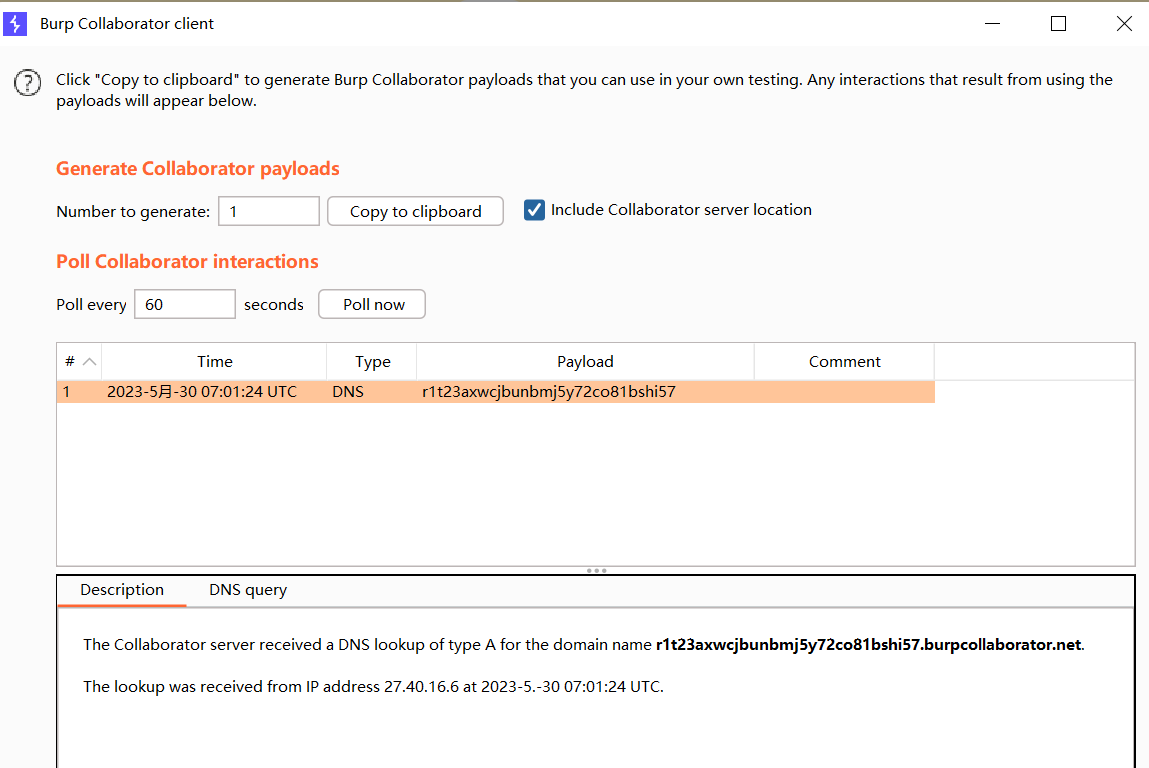 Burp Collaborator client
Click "Copy to clipboard" to generate Burp Collaborator payloads that you can use in your own testing. Any interactions that result from using the
payloads will appear below.
Generate Collaborator payloads
Number to generate: 1 Copy to clipboard Include Collaborator server location
Poll Collaborator interactions
Poll every 60 seconds Poll now
# Time Type Payload Comment
1 2023-5月-30 07:01:24 UTC DNS r1t23axwcjbunbmj5y72co81bshi57
Description DNS query
The Collaborator server received a DNS lookup of type A for the domain name r1t23axwcjbunbmj5y72co81bshi57.burpcollaborator.net.
The lookup was received from IP address 27.40.16.6 at 2023-5.-30 07:01:24 UTC.